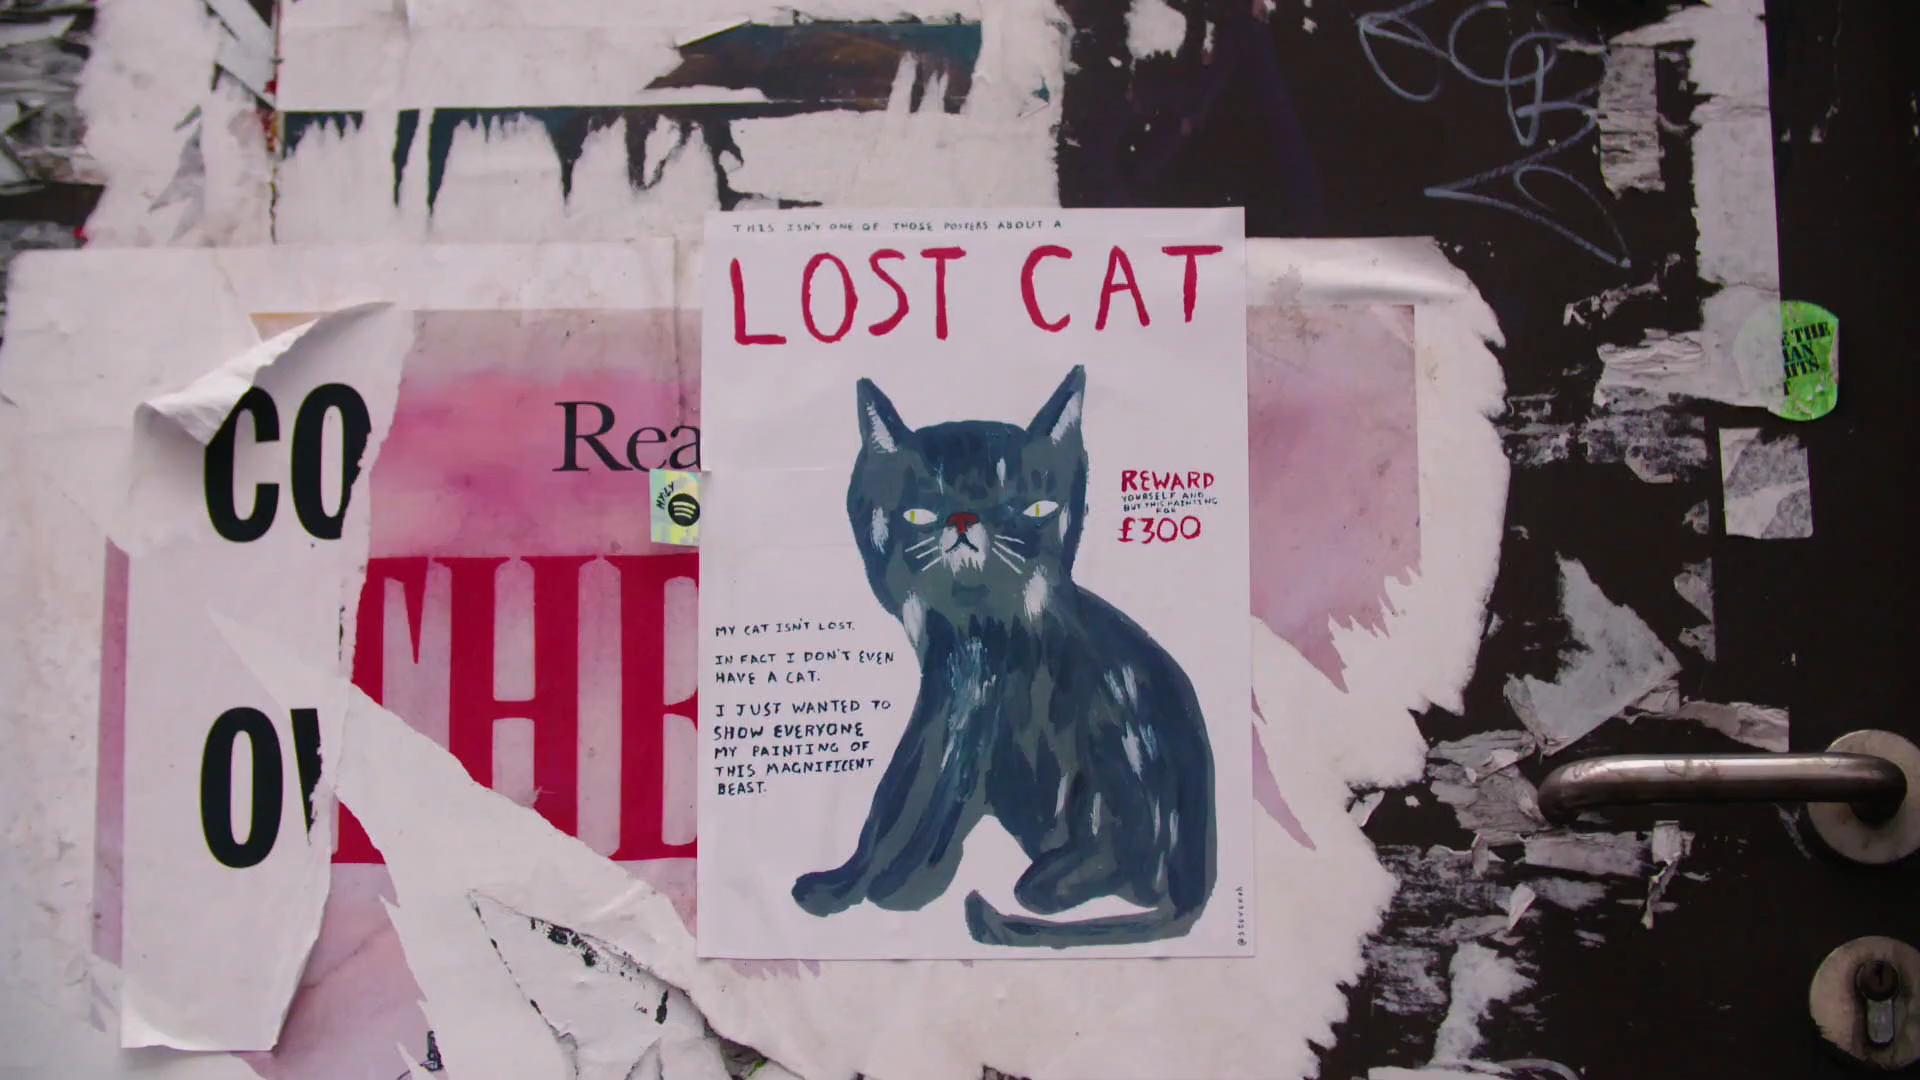 THIS ISN'T ONE OF THOSE POSTERS ABOUT A
LOST CAT
REWARD
YOURSELF AND
BUY THIS PAINTING
FOR
£300
MY CAT ISN'T LOST.
IN FACT I DON'T EVEN
HAVE A CAT.
I JUST WANTED TO
SHOW EVERYONE
MY PAINTING OF
THIS MAGNIFICENT
BEAST.
CO
Rea
THE
O
THE